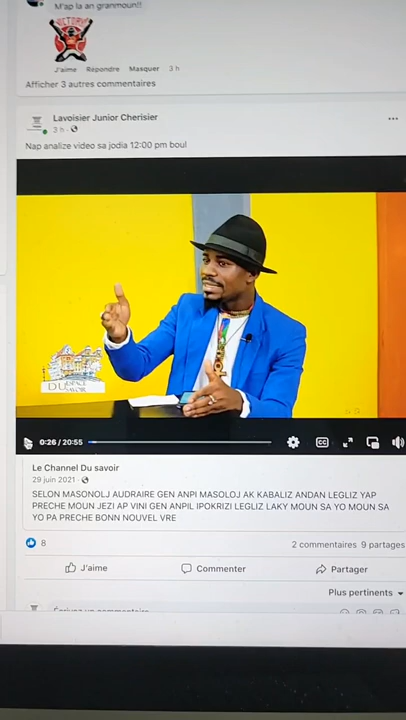 M'ap la an granmoun!!
VICTORY
J'aime Répondre Masquer 3 h
Afficher 3 autres commentaires
Lavoisier Junior Cherisier
3 h ·
Nap analize video sa jodia 12:00 pm boul
DU
ESPACE
SAVOIR
0:26 / 20:55
CC
Le Channel Du savoir
29 juin 2021 ·
SELON MASONOLJ AUDRAIRE GEN ANPI MASOLOJ AK KABALIZ ANDAN LEGLIZ YAP
PRECHE MOUN JEZI AP VINI GEN ANPIL IPOKRIZI LEGLIZ LAKY MOUN SA YO MOUN SA
YO PA PRECHE BONN NOUVEL VRE
8
2 commentaires 9 partages
J'aime Commenter Partager
Plus pertinents